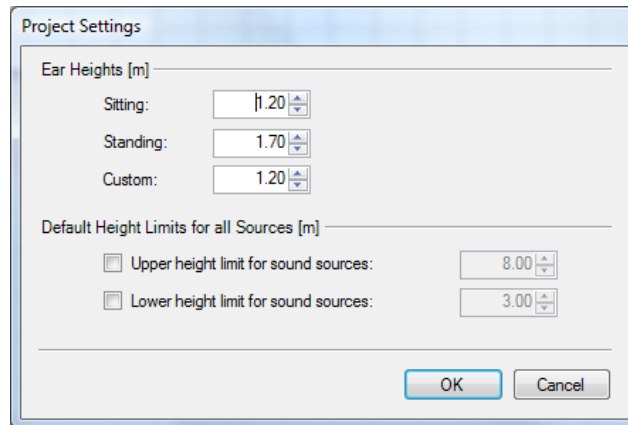 Project Settings
Ear Heights [m]
Sitting: 1.20
Standing: 1.70
Custom: 1.20
Default Height Limits for all Sources [m]
Upper height limit for sound sources: 8.00
Lower height limit for sound sources: 3.00
OK Cancel